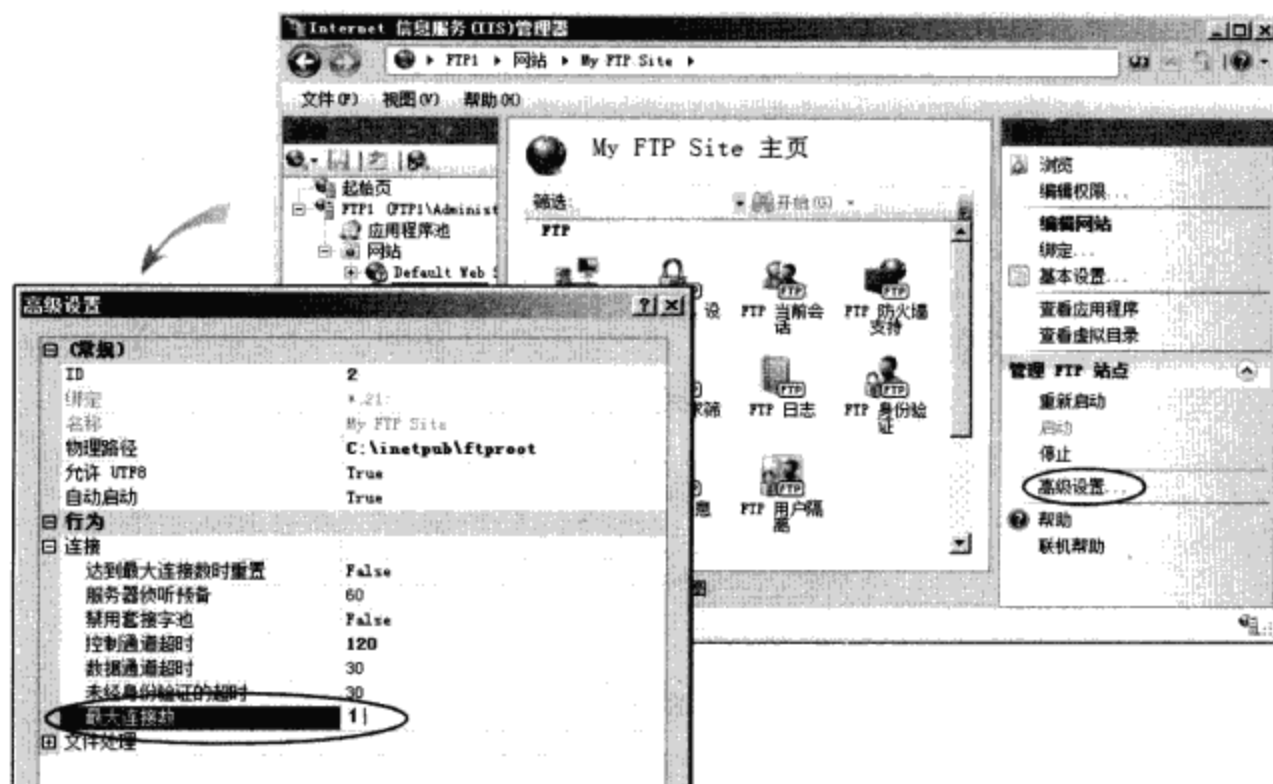 Internet 信息服务(IIS)管理器
FTP1 网站 My FTP Site
文件(F) 视图(V) 帮助(H)
起始页
FTP1 (FTP1\Administ
应用程序池
网站
Default Web S
My FTP Site 主页
筛选:
开始(G)
FTP
设
FTP 当前会话
FTP 防火墙支持
求筛
FTP 日志
FTP 身份验证
息
FTP 用户隔离
图
浏览
编辑权限...
编辑网站
绑定...
基本设置...
查看应用程序
查看虚拟目录
管理 FTP 站点
重新启动
启动
停止
高级设置...
帮助
联机帮助
高级设置
(常规)
ID 2
绑定 *:21:
名称 My FTP Site
物理路径 C:\inetpub\ftproot
允许 UTF8 True
自动启动 True
行为
连接
达到最大连接数时重置 False
服务器侦听预备 60
禁用套接字池 False
控制通道超时 120
数据通道超时 30
未经身份验证的超时 30
最大连接数 1
文件处理